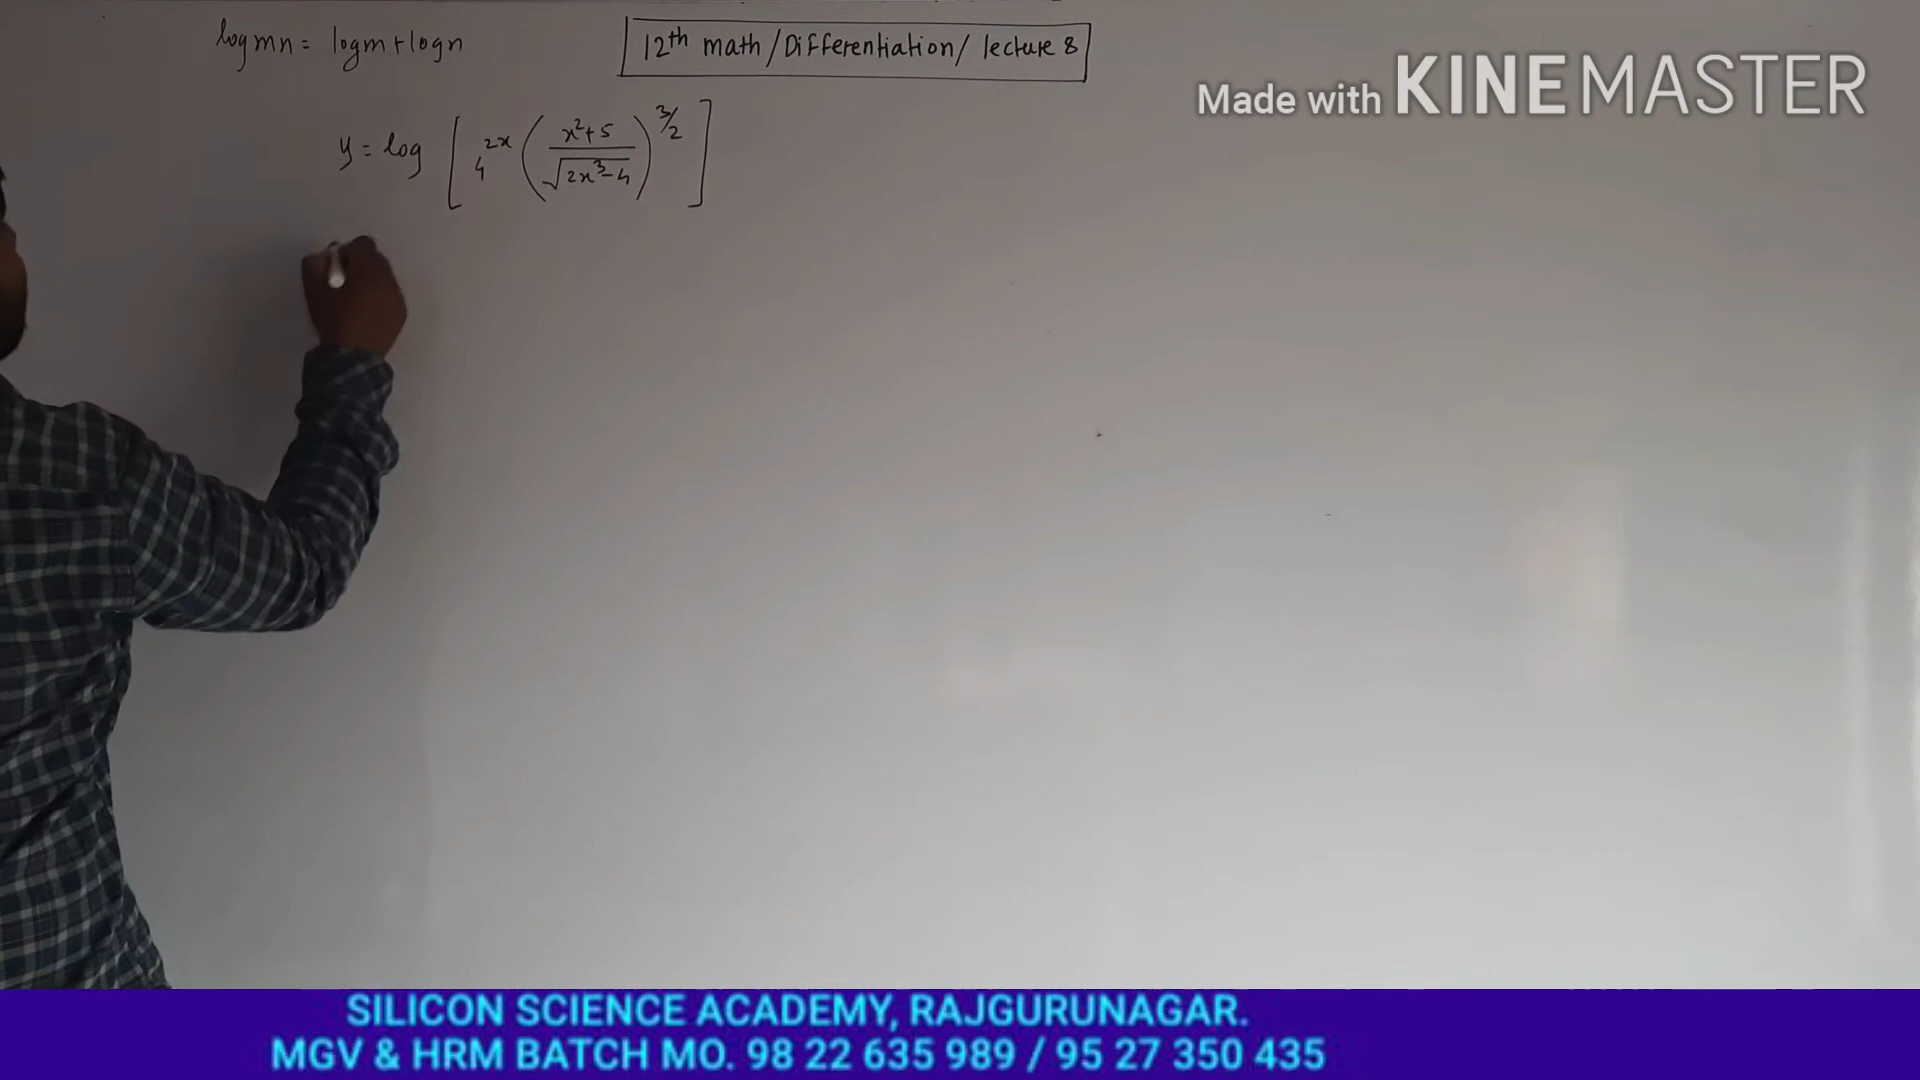 log mn = log m + log n
12th math / Differentiation / lecture 8
Made with KINEMASTER
y = log [ 4^2x ( x²+5 / √2x³-4 )^3/2 ]
SILICON SCIENCE ACADEMY, RAJGURUNAGAR.
MGV & HRM BATCH MO. 98 22 635 989 / 95 27 350 435